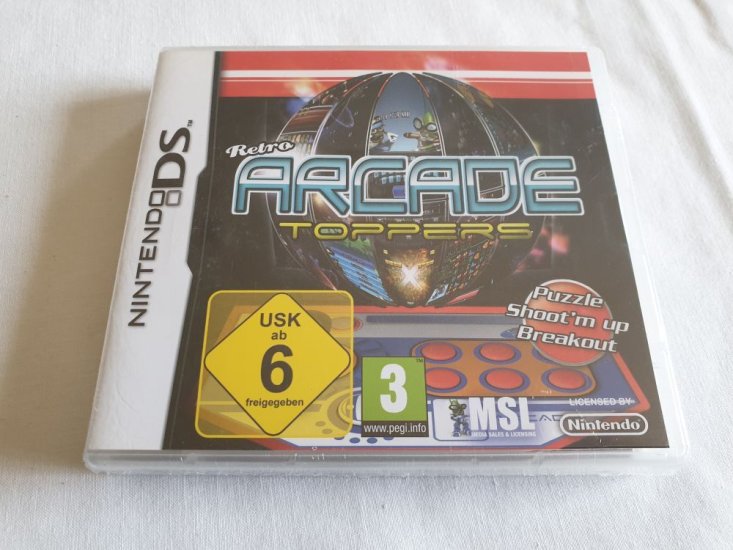 NINTENDO DS™
Retro
ARCADE
TOPPERS
Puzzle
Shoot'm up
Breakout
USK
ab
6
freigegeben
3
www.pegi.info
MSL
MEDIA SALES & LICENSING
LICENSED BY
Nintendo